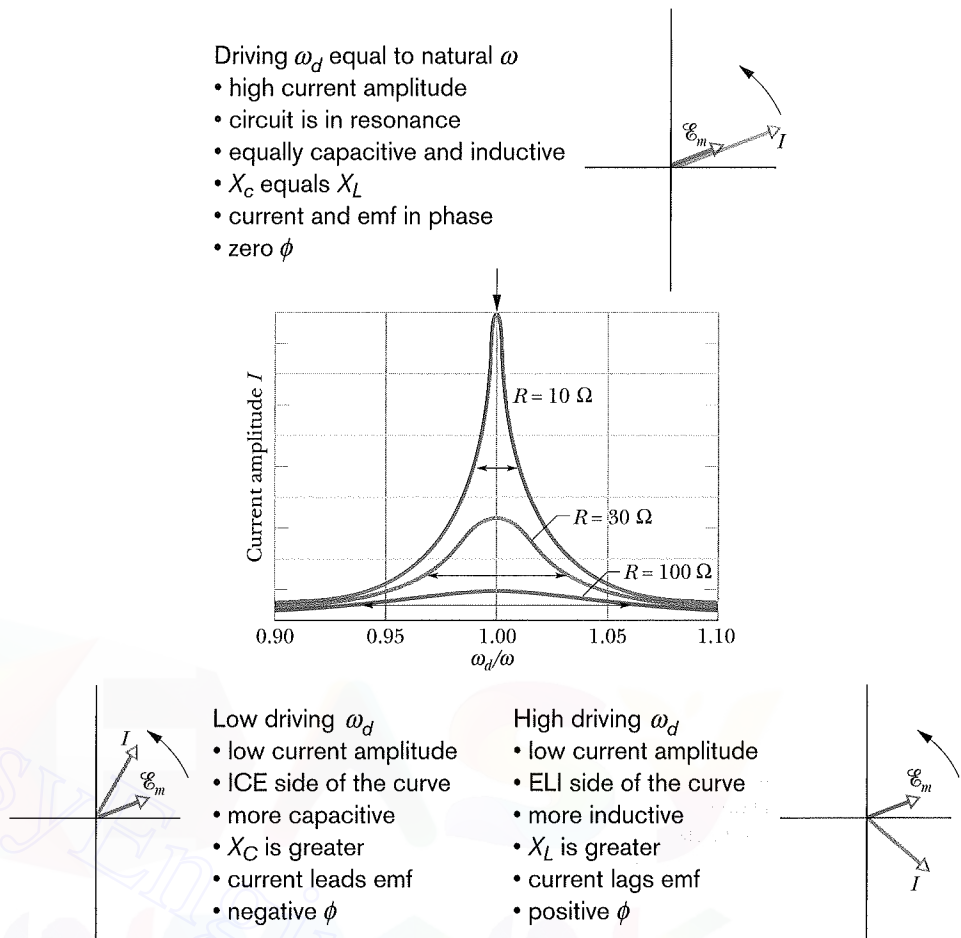 Driving ω_d equal to natural ω
• high current amplitude
• circuit is in resonance
• equally capacitive and inductive
• X_c equals X_L
• current and emf in phase
• zero ϕ
ℰ_m
I
Current amplitude I
R = 10 Ω
R = 30 Ω
R = 100 Ω
0.90 0.95 1.00 1.05 1.10
ω_d/ω
I
ℰ_m
Low driving ω_d
• low current amplitude
• ICE side of the curve
• more capacitive
• X_C is greater
• current leads emf
• negative ϕ
High driving ω_d
• low current amplitude
• ELI side of the curve
• more inductive
• X_L is greater
• current lags emf
• positive ϕ
ℰ_m
I